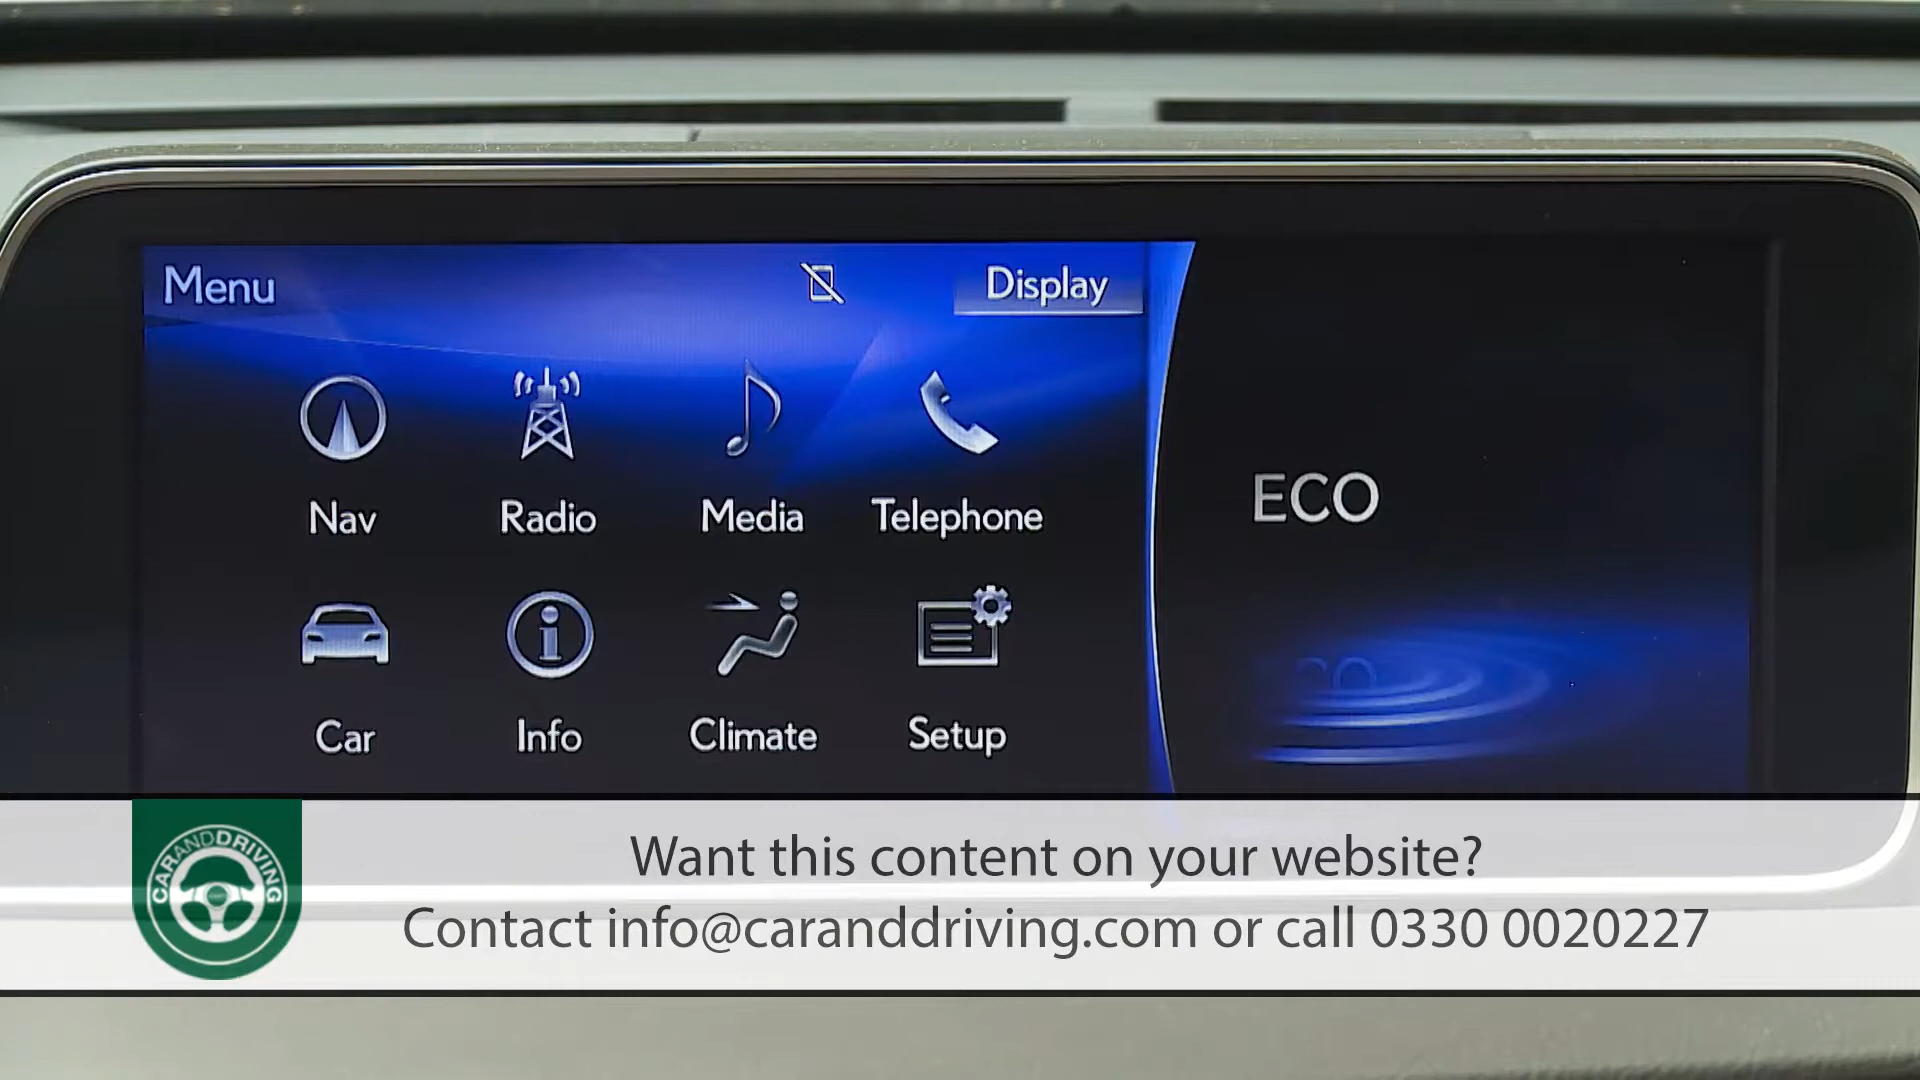 Menu
Display
Nav
Radio
Media
Telephone
ECO
Car
Info
Climate
Setup
CARANDDRIVING
Want this content on your website?
Contact info@caranddriving.com or call 0330 0020227